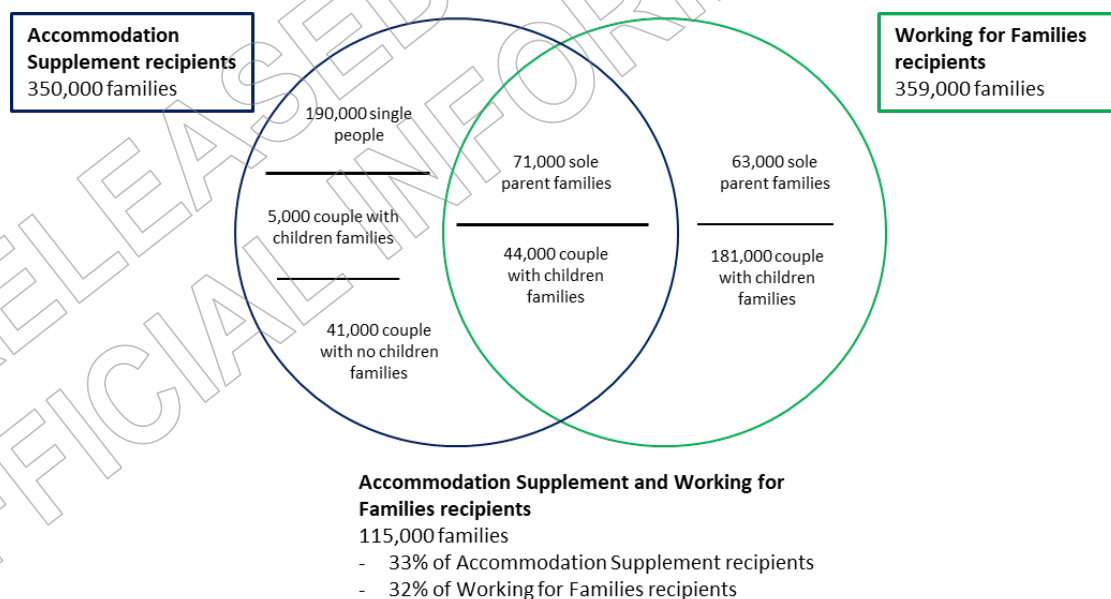 Accommodation
Supplement recipients
350,000 families
Working for Families
recipients
359,000 families
190,000 single
people
5,000 couple with
children families
41,000 couple
with no children
families
71,000 sole
parent families
44,000 couple
with children
families
63,000 sole
parent families
181,000 couple
with children
families
Accommodation Supplement and Working for
Families recipients
115,000 families
- 33% of Accommodation Supplement recipients
- 32% of Working for Families recipients
RELEASED
OFFICIAL INFORM